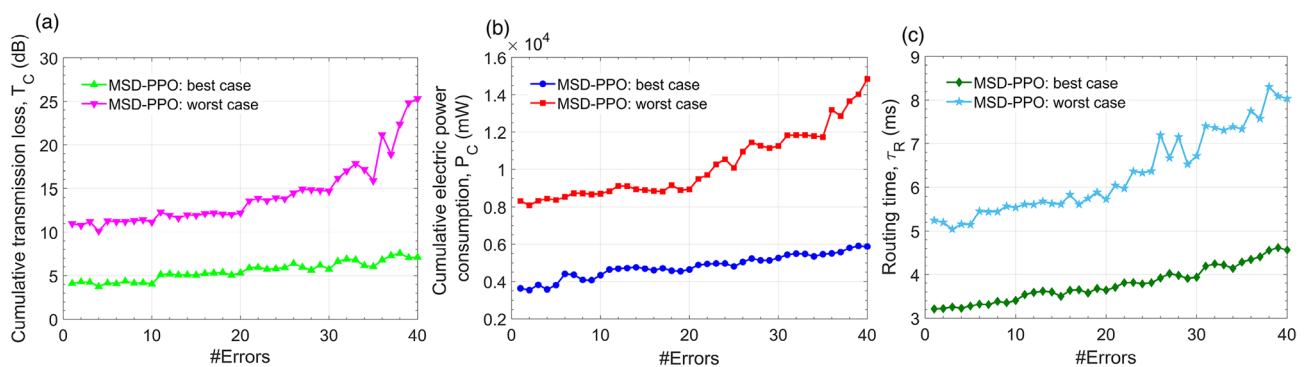 (a)
Cumulative transmission loss, T_C (dB)
30
25
20
15
10
5
0
MSD-PPO: best case
MSD-PPO: worst case
0 10 20 30 40
#Errors
(b)
× 10^4
Cumulative electric power
consumption, P_C (mW)
1.6
1.4
1.2
1
0.8
0.6
0.4
0.2
MSD-PPO: best case
MSD-PPO: worst case
0 10 20 30 40
#Errors
(c)
Routing time, τ_R (ms)
9
8
7
6
5
4
3
MSD-PPO: best case
MSD-PPO: worst case
0 10 20 30 40
#Errors